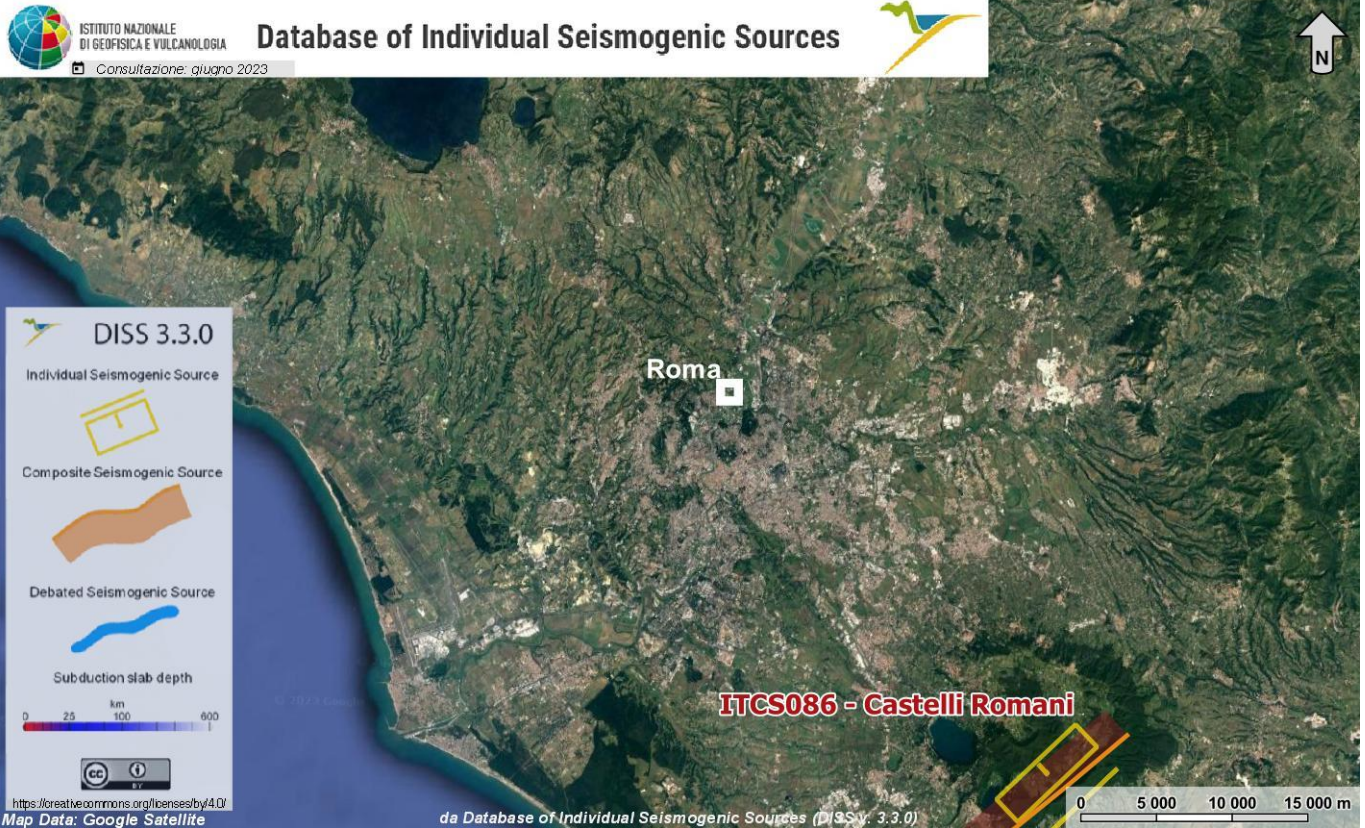 ISTITUTO NAZIONALE
DI GEOFISICA E VULCANOLOGIA
Database of Individual Seismogenic Sources
Consultazione: giugno 2023
N
DISS 3.3.0
Individual Seismogenic Source
Composite Seismogenic Source
Debated Seismogenic Source
Subduction slab depth
km
0 25 100 600
cc BY
https://creativecommons.org/licenses/by/4.0/
Map Data: Google Satellite
Roma
ITCS086 - Castelli Romani
da Database of Individual Seismogenic Sources (DISS v. 3.3.0)
0 5 000 10 000 15 000 m